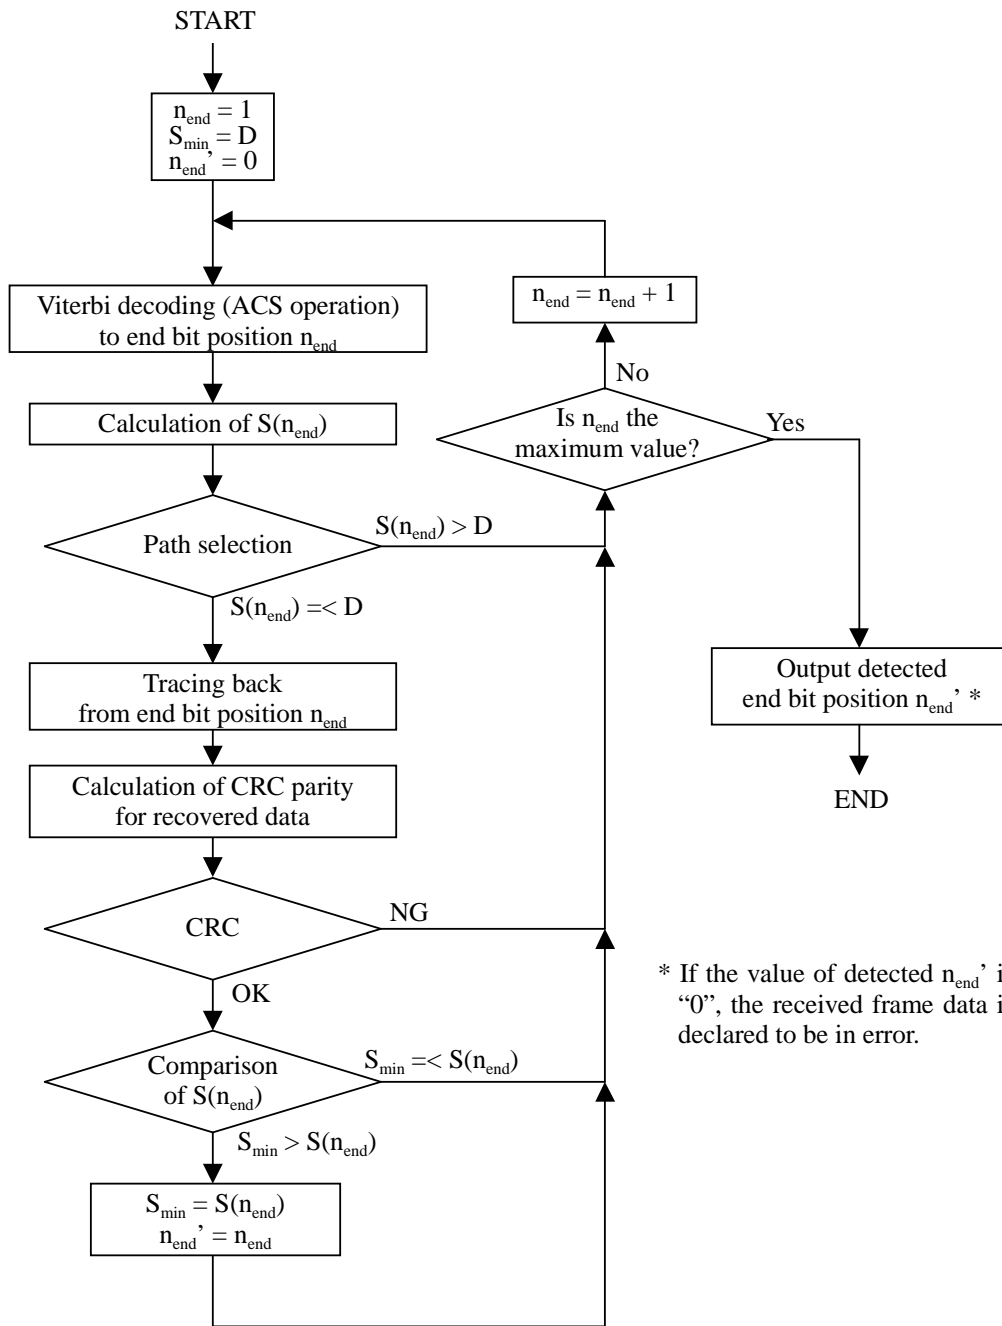 START
n_end = 1
S_min = D
n_end' = 0
Viterbi decoding (ACS operation)
to end bit position n_end
n_end = n_end + 1
No
Calculation of S(n_end)
Is n_end the
maximum value?
Yes
Path selection
S(n_end) > D
S(n_end) =< D
Tracing back
from end bit position n_end
Output detected
end bit position n_end' *
Calculation of CRC parity
for recovered data
END
CRC
NG
OK
* If the value of detected n_end' i
“0”, the received frame data i
declared to be in error.
Comparison
of S(n_end)
S_min =< S(n_end)
S_min > S(n_end)
S_min = S(n_end)
n_end' = n_end